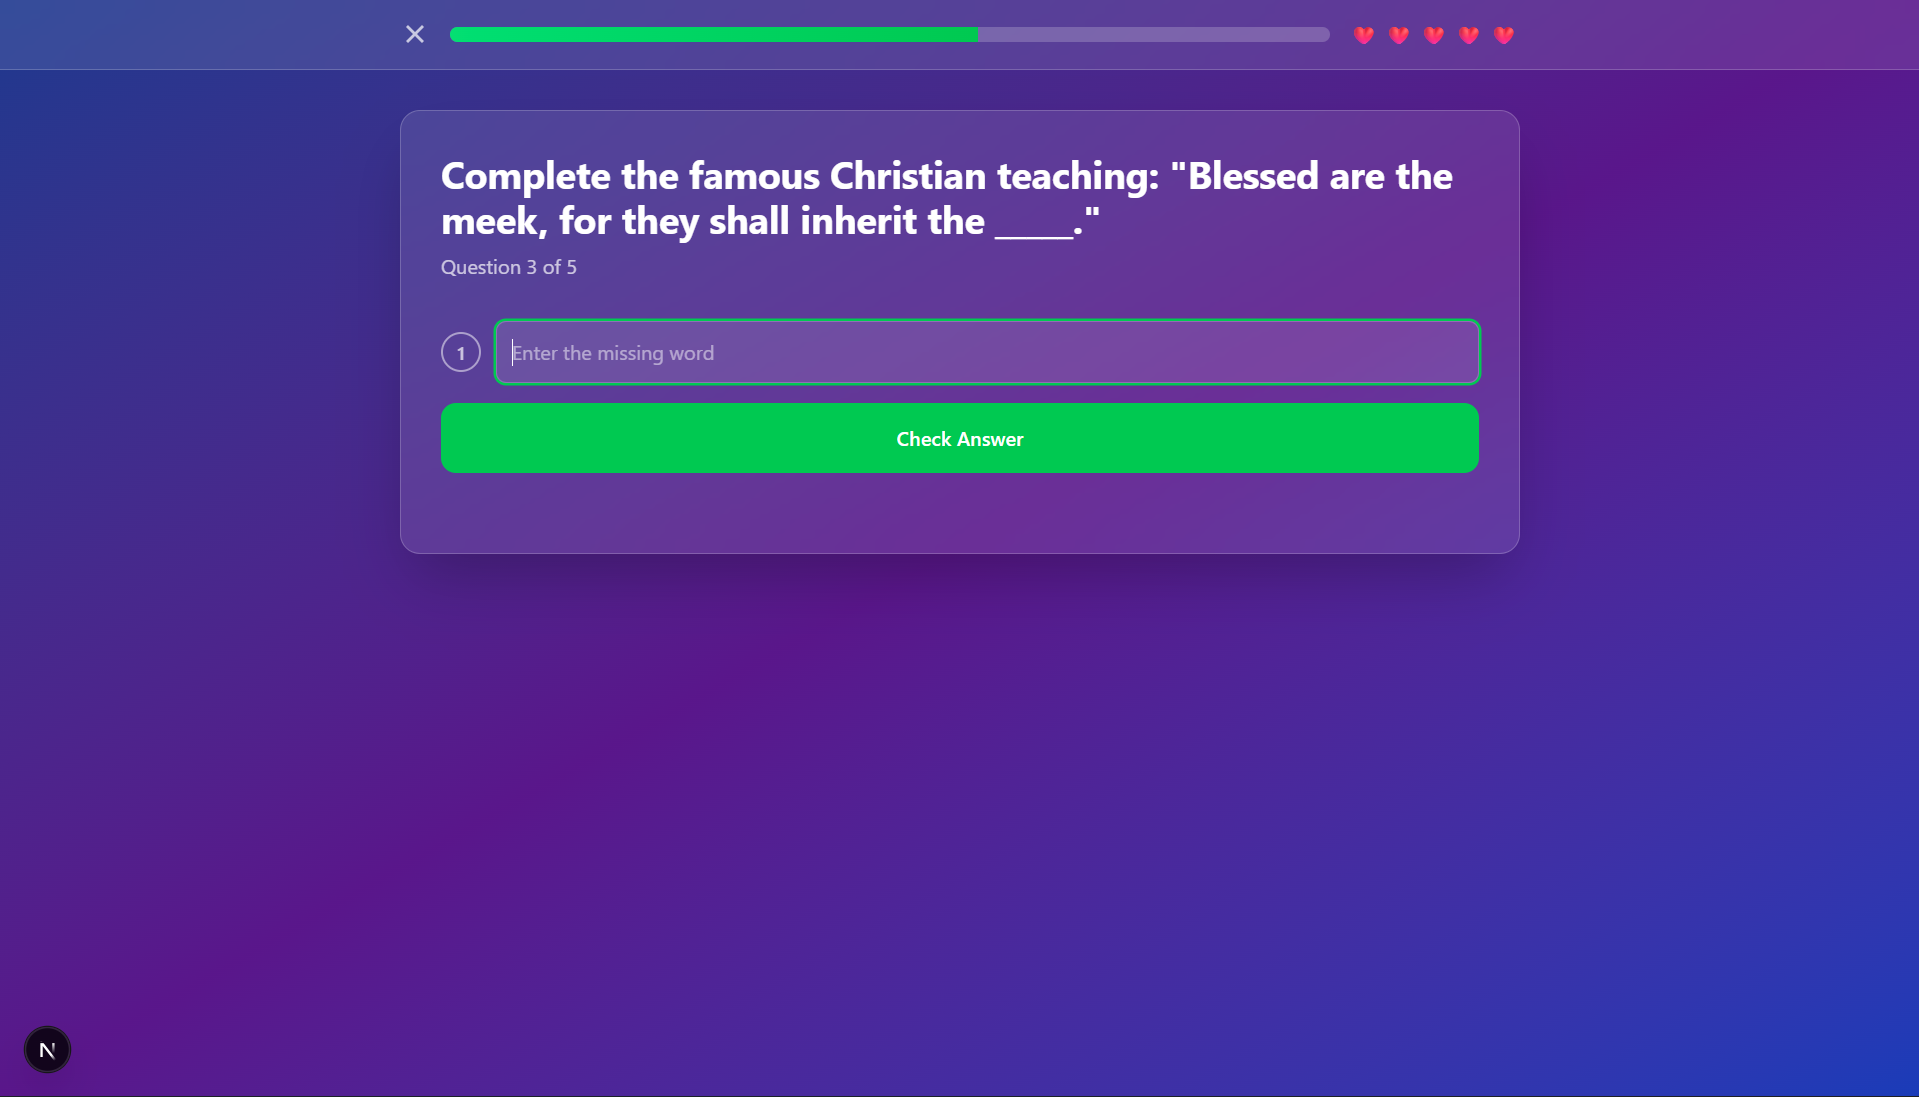 Complete the famous Christian teaching: "Blessed are the
meek, for they shall inherit the _____."
Question 3 of 5
1
Enter the missing word
Check Answer
N